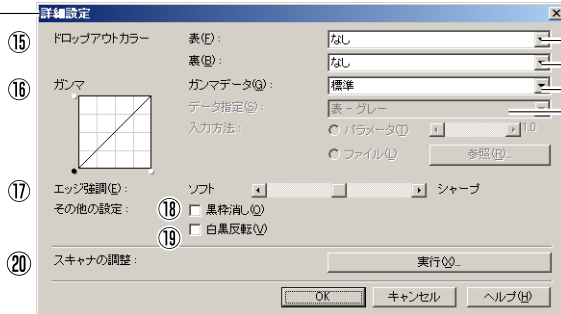 詳細設定
⑮ ドロップアウトカラー 表(F): なし
裏(B): なし
⑯ ガンマ ガンマデータ(G): 標準
データ指定(S): 表 - グレー
入力方法: パラメータ(T) 1.0
ファイル(L) 参照(R)...
⑰ エッジ強調(E): ソフト シャープ
その他の設定: ⑱ 黒枠消し(O)
⑲ 白黒反転(V)
⑳ スキャナの調整: 実行(X)...
OK キャンセル ヘルプ(H)